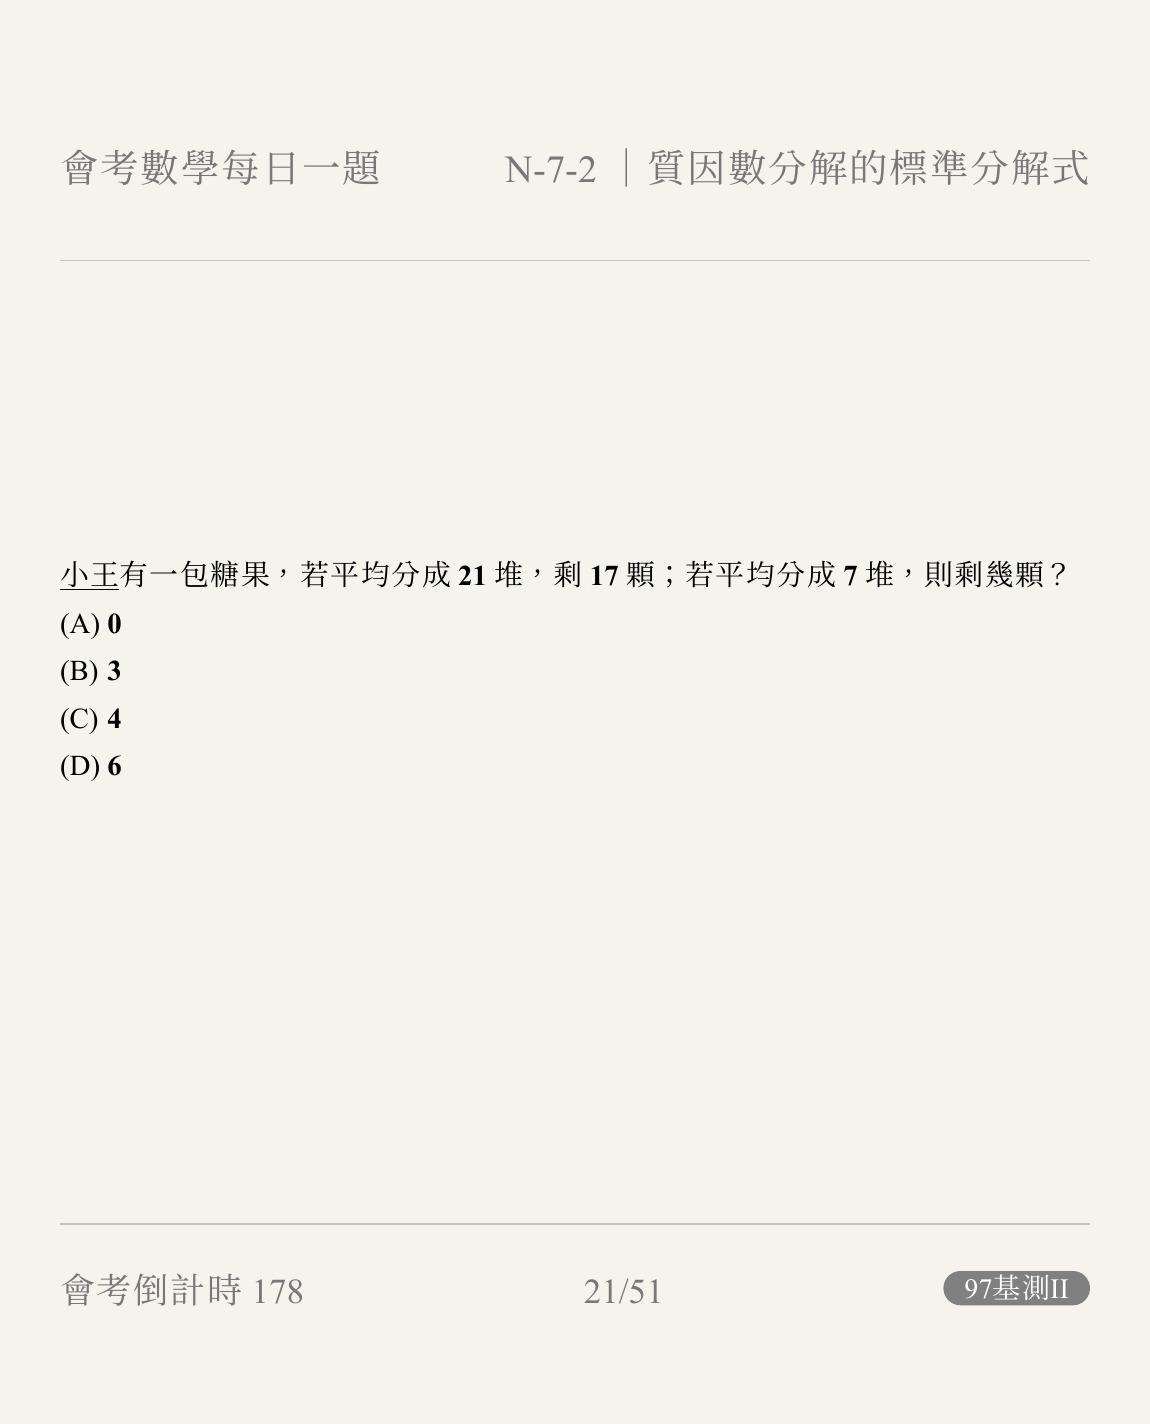 會考數學每日一題
N-7-2｜質因數分解的標準分解式
小王有一包糖果，若平均分成 21 堆，剩 17 顆；若平均分成 7 堆，則剩幾顆？
(A) 0
(B) 3
(C) 4
(D) 6
會考倒計時 178
21/51
97基測II